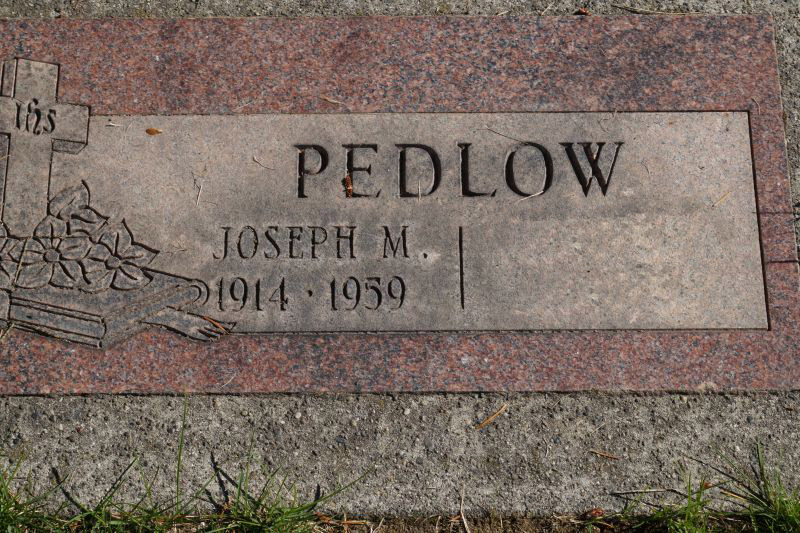 ihs
PEDLOW
JOSEPH M.
1914 · 1959